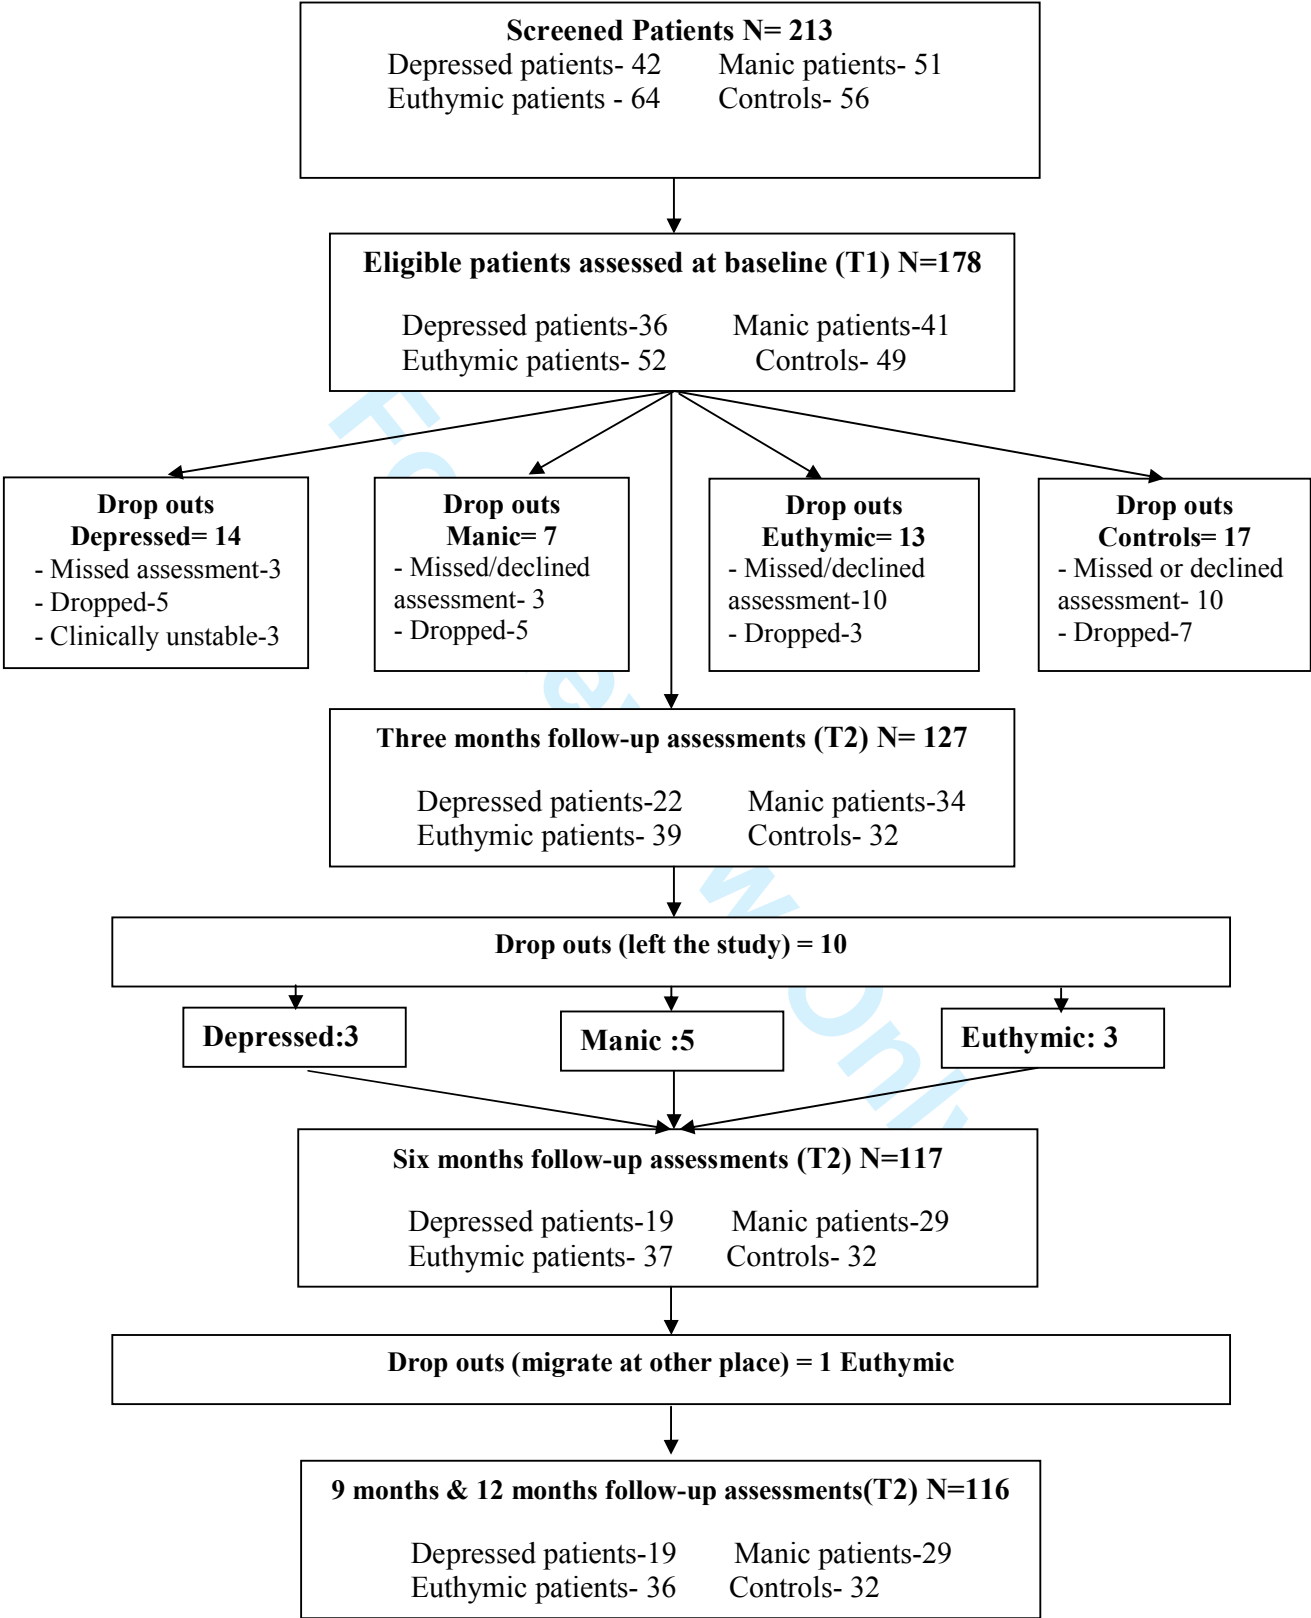 Screened Patients N= 213
Depressed patients- 42 Manic patients- 51
Euthymic patients - 64 Controls- 56
Eligible patients assessed at baseline (T1) N=178
Depressed patients-36 Manic patients-41
Euthymic patients- 52 Controls- 49
Drop outs
Depressed= 14
- Missed assessment-3
- Dropped-5
- Clinically unstable-3
Drop outs
Manic= 7
- Missed/declined
assessment- 3
- Dropped-5
Drop outs
Euthymic= 13
- Missed/declined
assessment-10
- Dropped-3
Drop outs
Controls= 17
- Missed or declined
assessment- 10
- Dropped-7
Three months follow-up assessments (T2) N= 127
Depressed patients-22 Manic patients-34
Euthymic patients- 39 Controls- 32
Drop outs (left the study) = 10
Depressed:3
Manic :5
Euthymic: 3
Six months follow-up assessments (T2) N=117
Depressed patients-19 Manic patients-29
Euthymic patients- 37 Controls- 32
Drop outs (migrate at other place) = 1 Euthymic
9 months & 12 months follow-up assessments(T2) N=116
Depressed patients-19 Manic patients-29
Euthymic patients- 36 Controls- 32